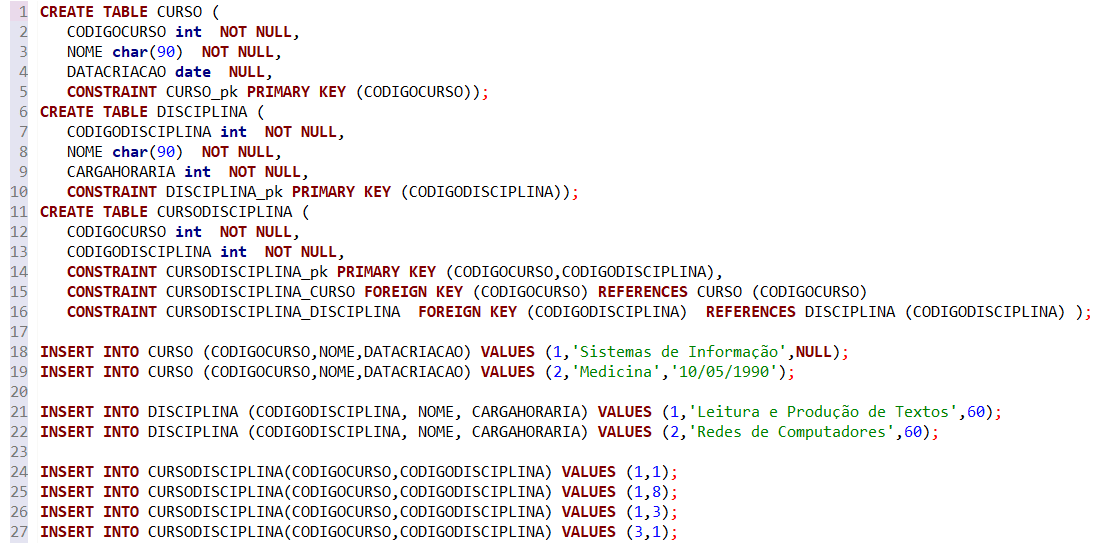 1 CREATE TABLE CURSO (
2 CODIGOCURSO int NOT NULL,
3 NOME char(90) NOT NULL,
4 DATACRIACAO date NULL,
5 CONSTRAINT CURSO_pk PRIMARY KEY (CODIGOCURSO));
6 CREATE TABLE DISCIPLINA (
7 CODIGODISCIPLINA int NOT NULL,
8 NOME char(90) NOT NULL,
9 CARGAHORARIA int NOT NULL,
10 CONSTRAINT DISCIPLINA_pk PRIMARY KEY (CODIGODISCIPLINA));
11 CREATE TABLE CURSODISCIPLINA (
12 CODIGOCURSO int NOT NULL,
13 CODIGODISCIPLINA int NOT NULL,
14 CONSTRAINT CURSODISCIPLINA_pk PRIMARY KEY (CODIGOCURSO,CODIGODISCIPLINA),
15 CONSTRAINT CURSODISCIPLINA_CURSO FOREIGN KEY (CODIGOCURSO) REFERENCES CURSO (CODIGOCURSO)
16 CONSTRAINT CURSODISCIPLINA_DISCIPLINA FOREIGN KEY (CODIGODISCIPLINA) REFERENCES DISCIPLINA (CODIGODISCIPLINA) );
17
18 INSERT INTO CURSO (CODIGOCURSO,NOME,DATACRIACAO) VALUES (1,'Sistemas de Informação',NULL);
19 INSERT INTO CURSO (CODIGOCURSO,NOME,DATACRIACAO) VALUES (2,'Medicina','10/05/1990');
20
21 INSERT INTO DISCIPLINA (CODIGODISCIPLINA, NOME, CARGAHORARIA) VALUES (1,'Leitura e Produção de Textos',60);
22 INSERT INTO DISCIPLINA (CODIGODISCIPLINA, NOME, CARGAHORARIA) VALUES (2,'Redes de Computadores',60);
23
24 INSERT INTO CURSODISCIPLINA(CODIGOCURSO,CODIGODISCIPLINA) VALUES (1,1);
25 INSERT INTO CURSODISCIPLINA(CODIGOCURSO,CODIGODISCIPLINA) VALUES (1,8);
26 INSERT INTO CURSODISCIPLINA(CODIGOCURSO,CODIGODISCIPLINA) VALUES (1,3);
27 INSERT INTO CURSODISCIPLINA(CODIGOCURSO,CODIGODISCIPLINA) VALUES (3,1);